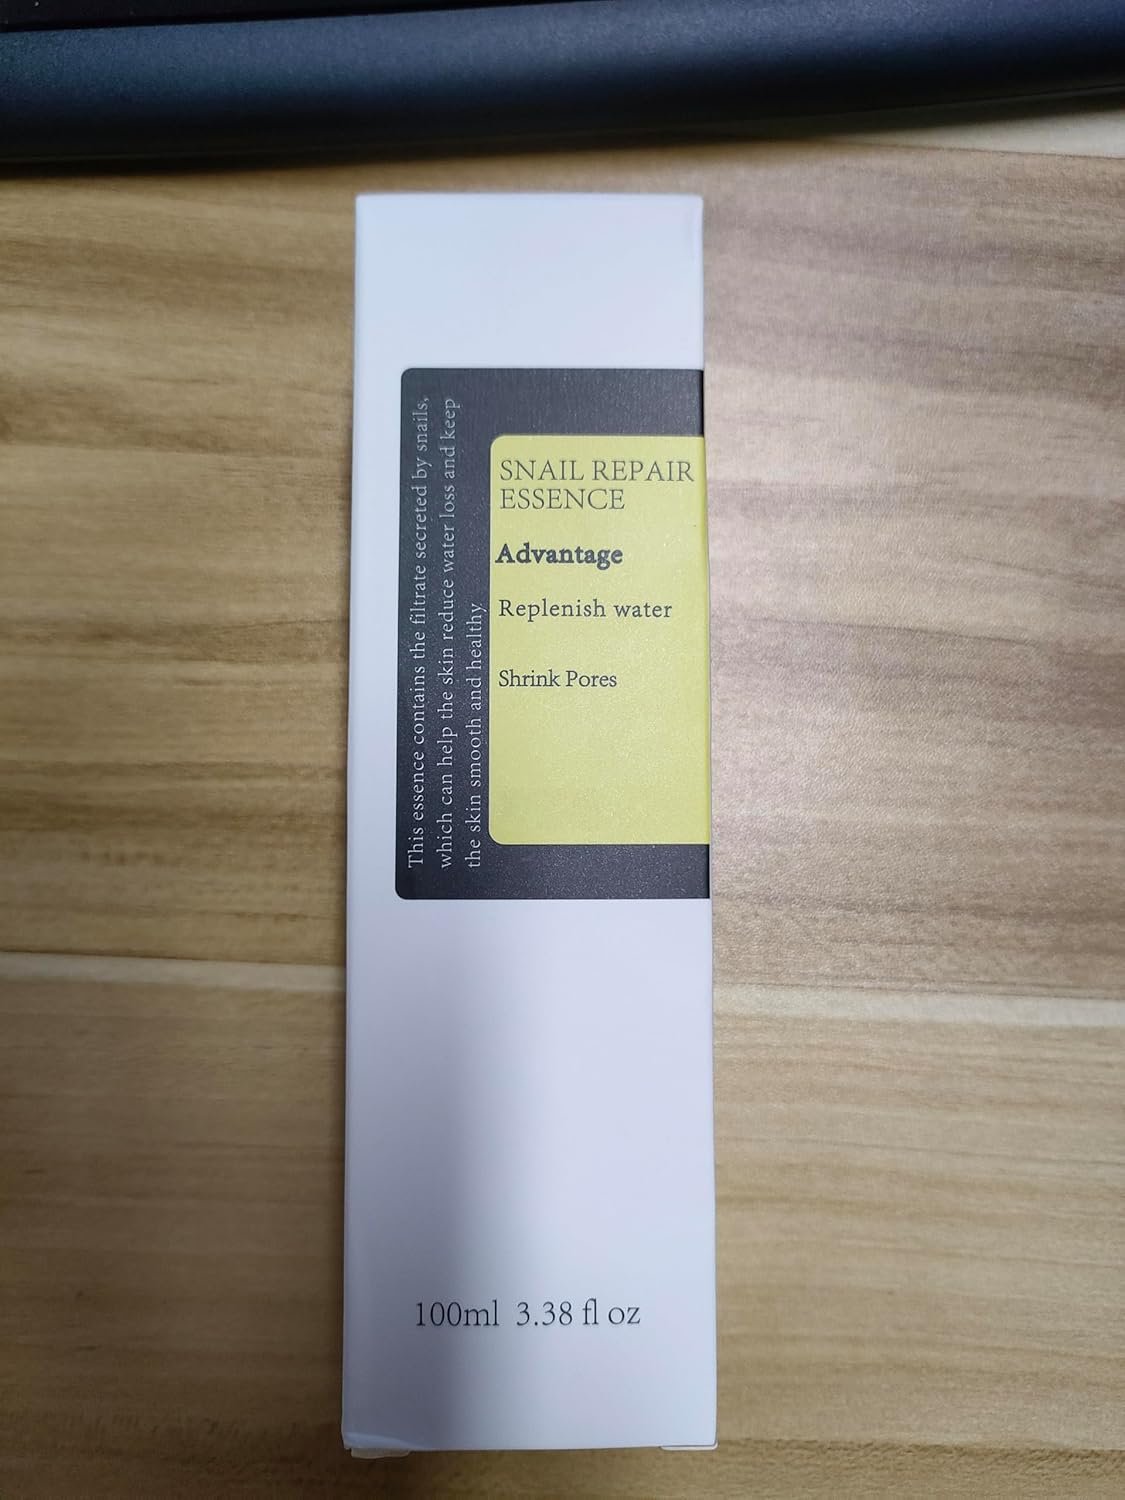 This essence contains the filtrate secreted by snails,
which can help the skin reduce water loss and keep
the skin smooth and healthy
SNAIL REPAIR
ESSENCE
Advantage
Replenish water
Shrink Pores
100ml 3.38 fl oz